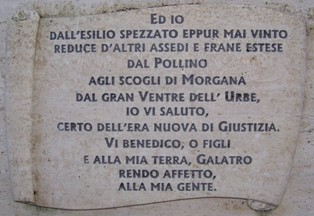 ED IO
DALL'ESILIO SPEZZATO EPPUR MAI VINTO
REDUCE D'ALTRI ASSEDI E FRANE ESTESE
DAL POLLINO
AGLI SCOGLI DI MORGANA
DAL GRAN VENTRE DELL' URBE,
IO VI SALUTO,
CERTO DELL'ERA NUOVA DI GIUSTIZIA.
VI BENEDICO, O FIGLI
E ALLA MIA TERRA, GALATRO
RENDO AFFETTO,
ALLA MIA GENTE.